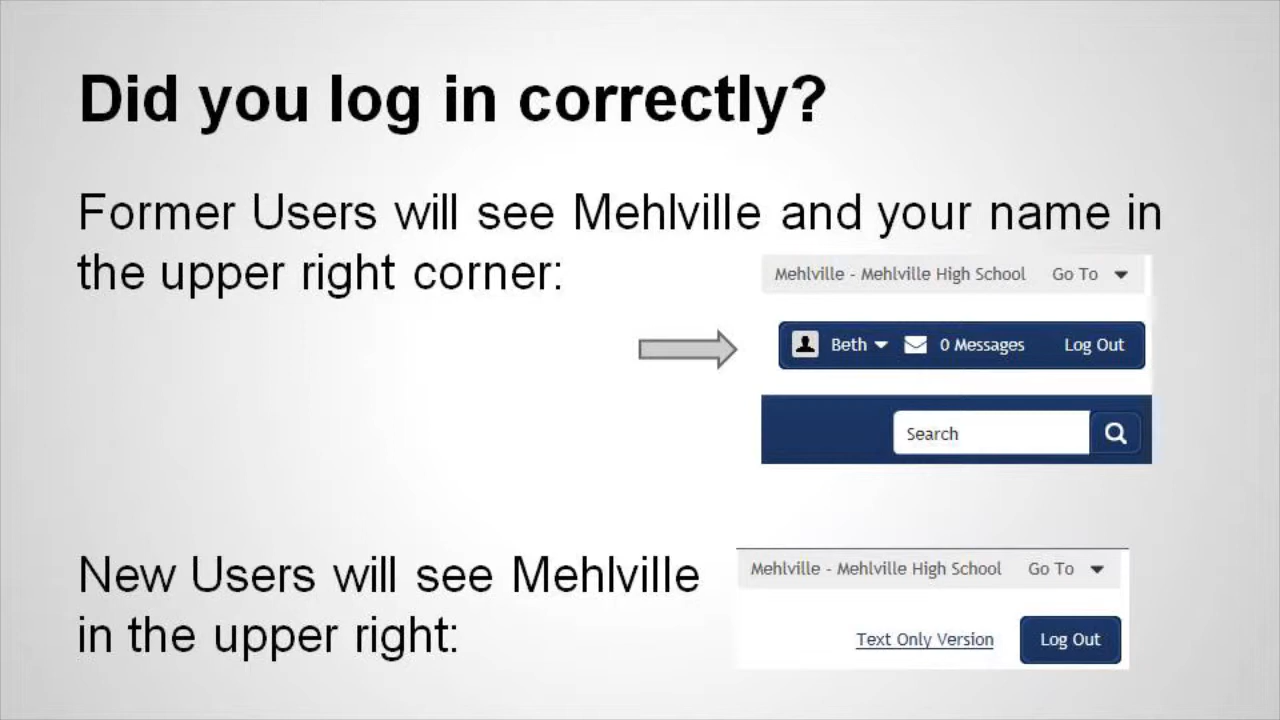 Did you log in correctly?
Former Users will see Mehlville and your name in
the upper right corner:
Mehlville - Mehlville High School Go To
Beth 0 Messages Log Out
Search
New Users will see Mehlville
in the upper right:
Mehlville - Mehlville High School Go To
Text Only Version Log Out